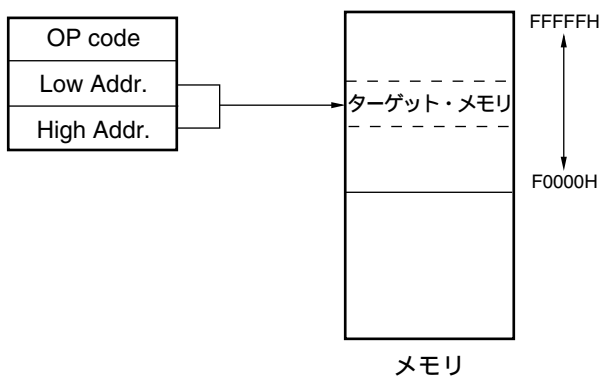 OP code
Low Addr.
High Addr.
FFFFFH
ターゲット・メモリ
F0000H
メモリ